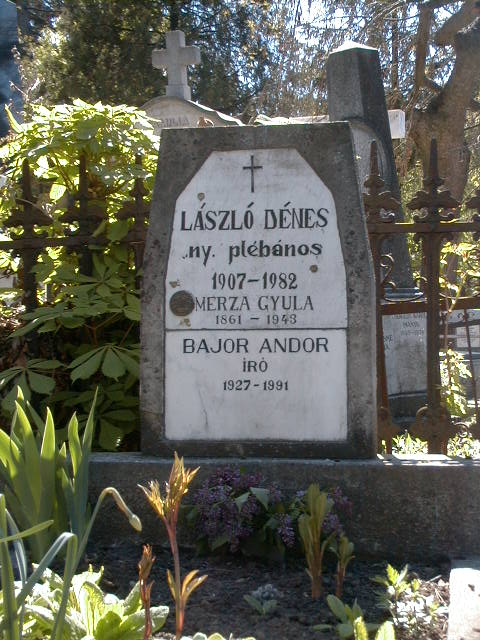 LÁSZLÓ DÉNES
ny. plébános
1907-1982
MERZA GYULA
1861 - 1943
BAJOR ANDOR
ÍRÓ
1927-1991